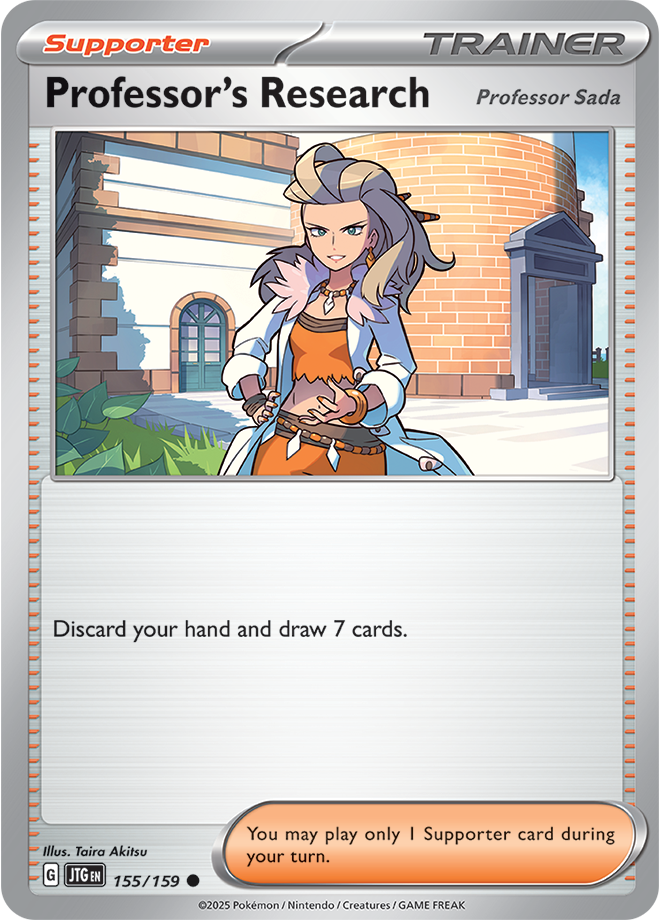 Supporter
TRAINER
Professor's Research
Professor Sada
Discard your hand and draw 7 cards.
You may play only 1 Supporter card during
your turn.
Illus. Taira Akitsu
G JTG EN 155/159
©2025 Pokémon / Nintendo / Creatures / GAME FREAK